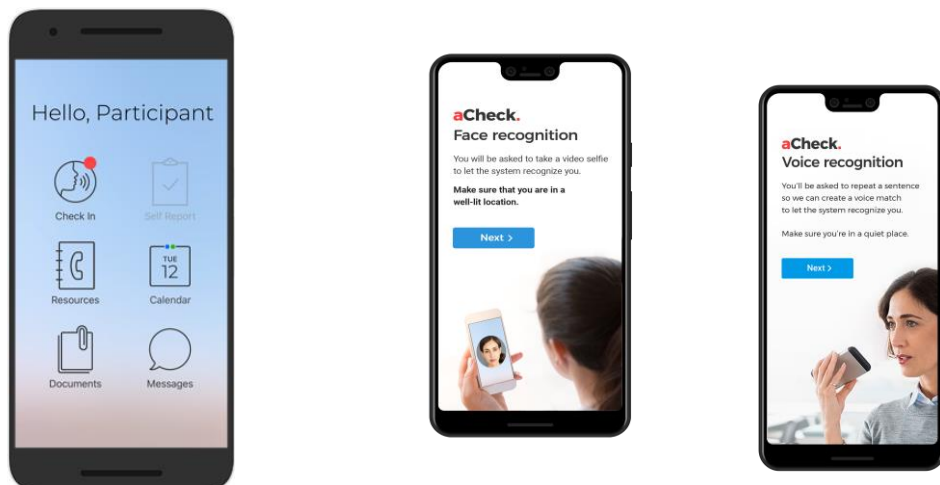 Hello, Participant
Check In
Self Report
Resources
TUE
12
Calendar
Documents
Messages
aCheck.
Face recognition
You will be asked to take a video selfie
to let the system recognize you.
Make sure that you are in a
well-lit location.
Next >
aCheck.
Voice recognition
You'll be asked to repeat a sentence
so we can create a voice match
to let the system recognize you.
Make sure you're in a quiet place.
Next >